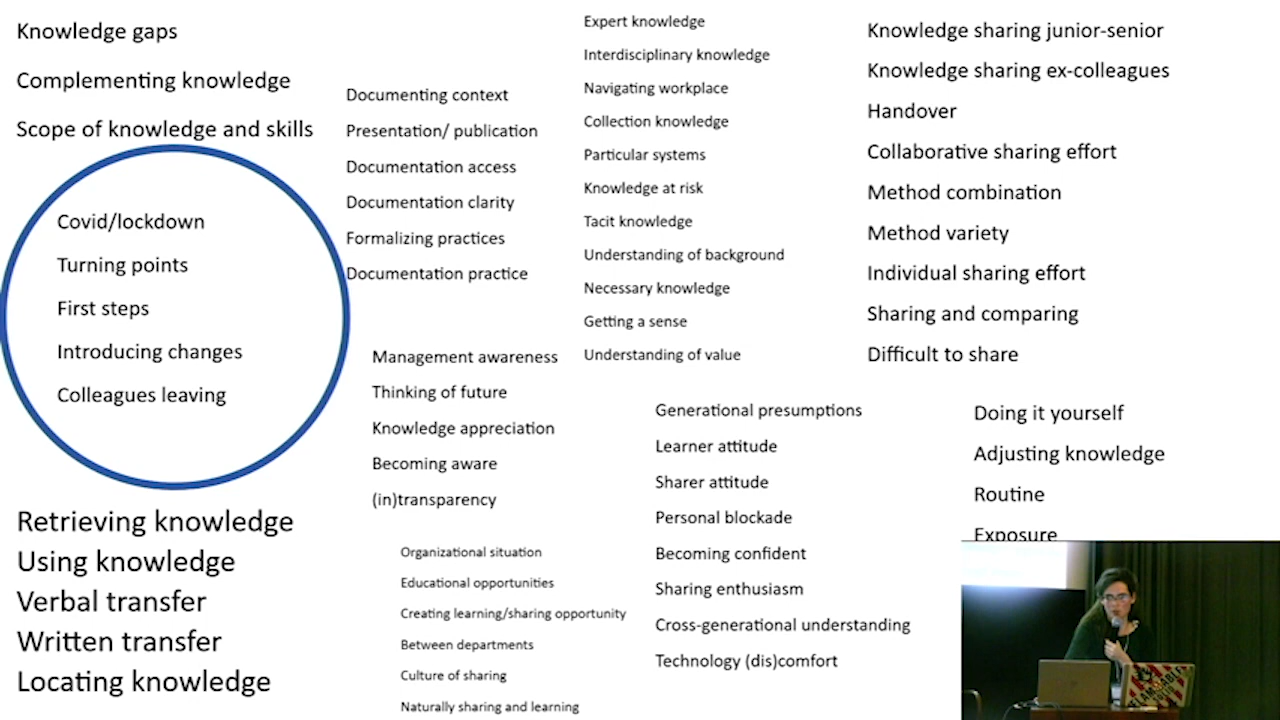 Knowledge gaps
Complementing knowledge
Scope of knowledge and skills
Covid/lockdown
Turning points
First steps
Introducing changes
Colleagues leaving
Retrieving knowledge
Using knowledge
Verbal transfer
Written transfer
Locating knowledge
Documenting context
Presentation/ publication
Documentation access
Documentation clarity
Formalizing practices
Documentation practice
Management awareness
Thinking of future
Knowledge appreciation
Becoming aware
(in)transparency
Organizational situation
Educational opportunities
Creating learning/sharing opportunity
Between departments
Culture of sharing
Naturally sharing and learning
Expert knowledge
Interdisciplinary knowledge
Navigating workplace
Collection knowledge
Particular systems
Knowledge at risk
Tacit knowledge
Understanding of background
Necessary knowledge
Getting a sense
Understanding of value
Generational presumptions
Learner attitude
Sharer attitude
Personal blockade
Becoming confident
Sharing enthusiasm
Cross-generational understanding
Technology (dis)comfort
Knowledge sharing junior-senior
Knowledge sharing ex-colleagues
Handover
Collaborative sharing effort
Method combination
Method variety
Individual sharing effort
Sharing and comparing
Difficult to share
Doing it yourself
Adjusting knowledge
Routine
Exposure